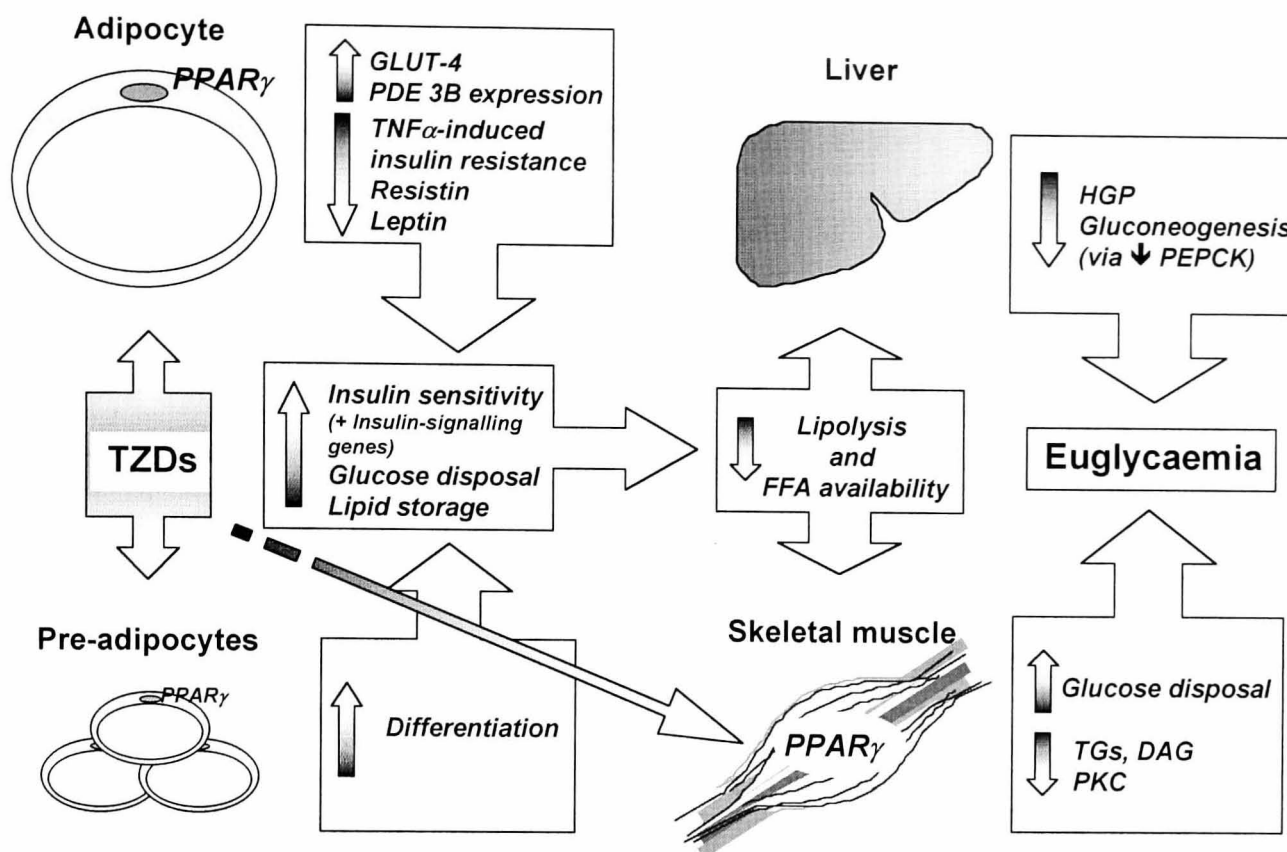 Adipocyte
PPARγ
GLUT-4
PDE 3B expression
TNFα-induced
insulin resistance
Resistin
Leptin
Liver
HGP
Gluconeogenesis
(via ↓ PEPCK)
TZDs
Insulin sensitivity
(+ Insulin-signalling
genes)
Glucose disposal
Lipid storage
Lipolysis
and
FFA availability
Euglycaemia
Pre-adipocytes
PPARγ
Differentiation
Skeletal muscle
PPARγ
Glucose disposal
TGs, DAG
PKC